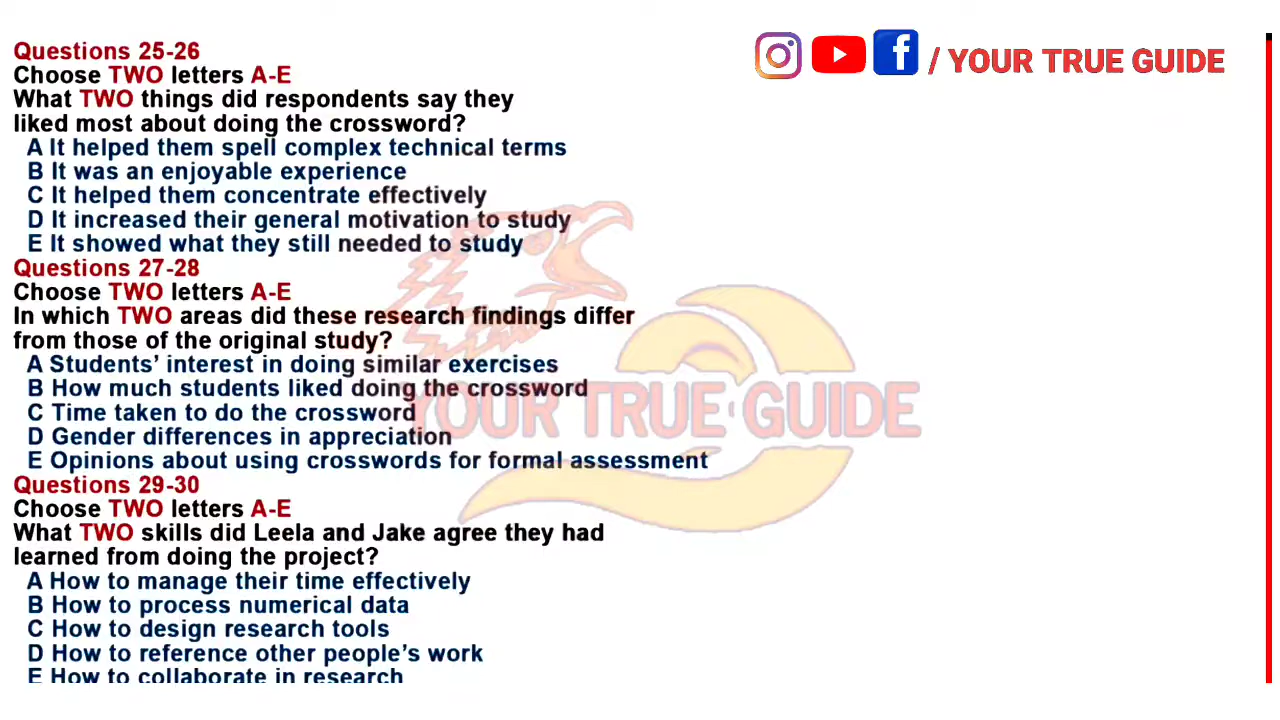 / YOUR TRUE GUIDE
Questions 25-26
Choose TWO letters A-E
What TWO things did respondents say they
liked most about doing the crossword?
A It helped them spell complex technical terms
B It was an enjoyable experience
C It helped them concentrate effectively
D It increased their general motivation to study
E It showed what they still needed to study
Questions 27-28
Choose TWO letters A-E
In which TWO areas did these research findings differ
from those of the original study?
A Students’ interest in doing similar exercises
B How much students liked doing the crossword
C Time taken to do the crossword
D Gender differences in appreciation
E Opinions about using crosswords for formal assessment
Questions 29-30
Choose TWO letters A-E
What TWO skills did Leela and Jake agree they had
learned from doing the project?
A How to manage their time effectively
B How to process numerical data
C How to design research tools
D How to reference other people’s work
E How to collaborate in research
YOUR TRUE GUIDE